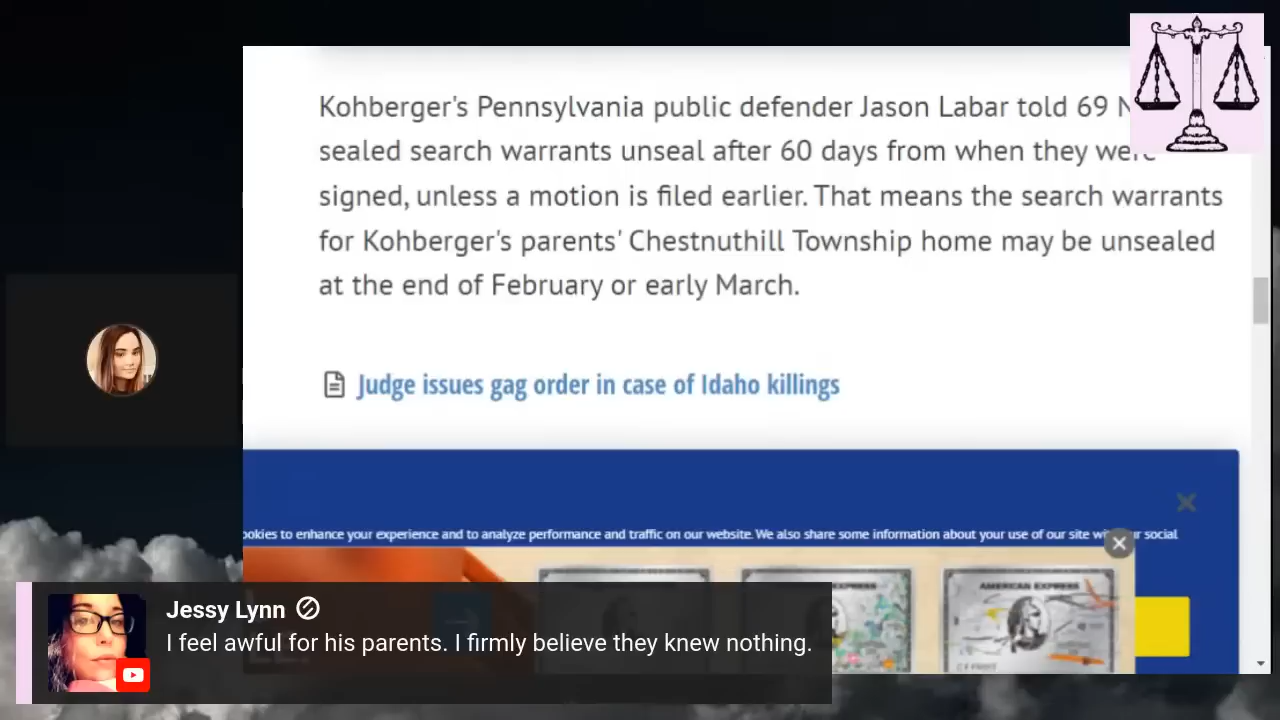 Kohberger's Pennsylvania public defender Jason Labar told 69
sealed search warrants unseal after 60 days from when they were
signed, unless a motion is filed earlier. That means the search warrants
for Kohberger's parents' Chestnuthill Township home may be unsealed
at the end of February or early March.
Judge issues gag order in case of Idaho killings
ookies to enhance your experience and to analyze performance and traffic on our website. We also share some information about your use of our site with our social
AMERICAN EXPRESS
Jessy Lynn
I feel awful for his parents. I firmly believe they knew nothing.